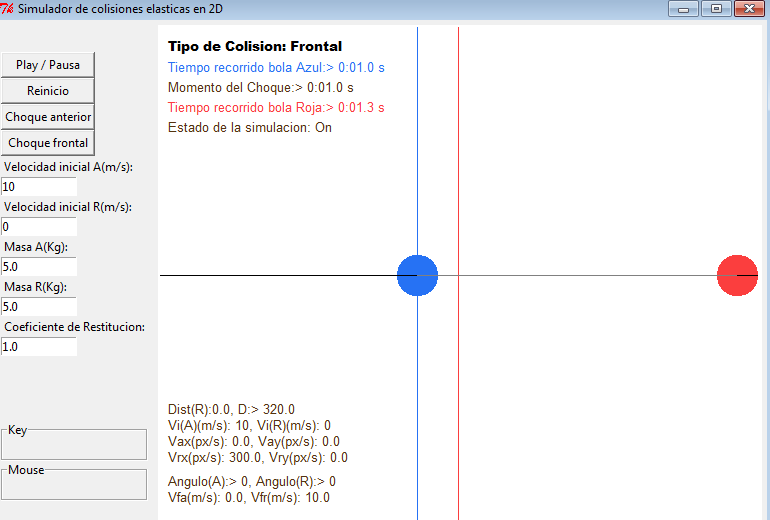 Simulador de colisiones elasticas en 2D
Play / Pausa
Reinicio
Choque anterior
Choque frontal
Velocidad inicial A(m/s):
10
Velocidad inicial R(m/s):
0
Masa A(Kg):
5.0
Masa R(Kg):
5.0
Coeficiente de Restitucion:
1.0
Key
Mouse
Tipo de Colision: Frontal
Tiempo recorrido bola Azul:> 0:01.0 s
Momento del Choque:> 0:01.0 s
Tiempo recorrido bola Roja:> 0:01.3 s
Estado de la simulacion: On
Dist(R):0.0, D:> 320.0
Vi(A)(m/s): 10, Vi(R)(m/s): 0
Vax(px/s): 0.0, Vay(px/s): 0.0
Vrx(px/s): 300.0, Vry(px/s): 0.0
Angulo(A):> 0, Angulo(R):> 0
Vfa(m/s): 0.0, Vfr(m/s): 10.0